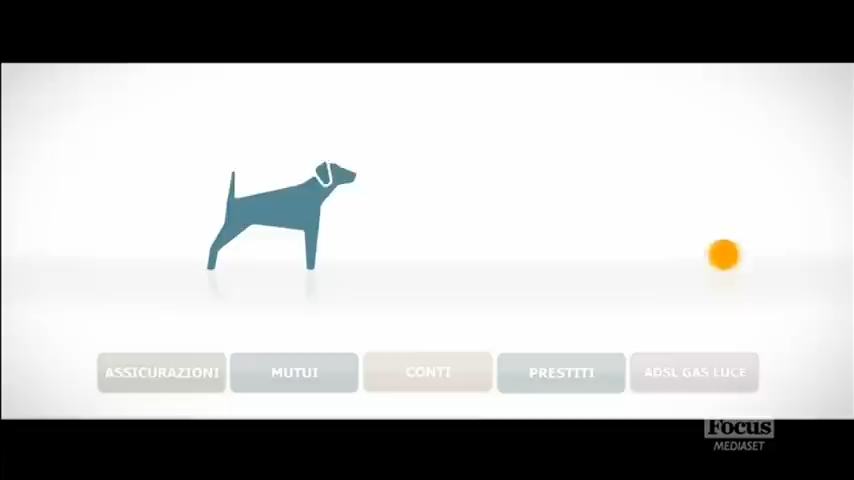 ASSICURAZIONI
MUTUI
CONTI
PRESTITI
ADSL GAS LUCE
Focus
MEDIASET